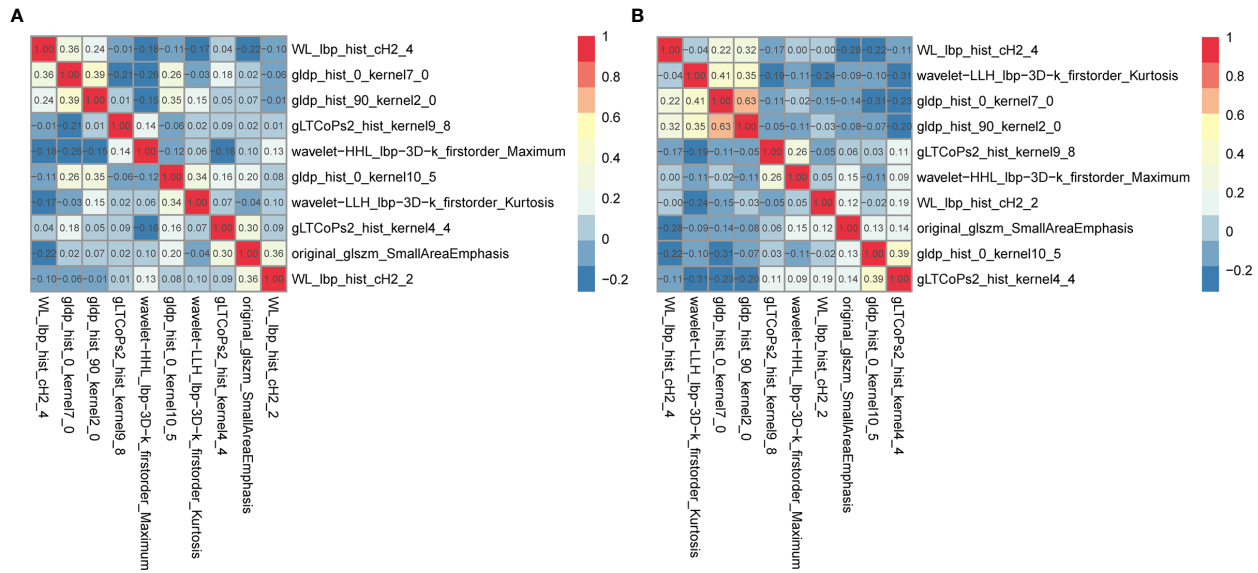 A
1.00 0.36 0.24 −0.01 −0.18 −0.11 −0.17 0.04 −0.22 −0.10 WL_lbp_hist_cH2_4
0.36 1.00 0.39 −0.21 −0.26 0.26 −0.03 0.18 0.02 −0.06 gldp_hist_0_kernel7_0
0.24 0.39 1.00 0.01 −0.15 0.35 0.15 0.05 0.07 −0.01 gldp_hist_90_kernel2_0
−0.01 −0.21 0.01 1.00 0.14 −0.06 0.02 0.09 0.02 0.01 gLTCoPs2_hist_kernel9_8
−0.18 −0.26 −0.15 0.14 1.00 −0.12 0.06 −0.16 0.10 0.13 wavelet−HHL_lbp−3D−k_firstorder_Maximum
−0.11 0.26 0.35 −0.06 −0.12 1.00 0.34 0.16 0.20 0.08 gldp_hist_0_kernel10_5
−0.17 −0.03 0.15 0.02 0.06 0.34 1.00 0.07 −0.04 0.10 wavelet−LLH_lbp−3D−k_firstorder_Kurtosis
0.04 0.18 0.05 0.09 −0.16 0.16 0.07 1.00 0.30 0.09 gLTCoPs2_hist_kernel4_4
−0.22 0.02 0.07 0.02 0.10 0.20 −0.04 0.30 1.00 0.36 original_glszm_SmallAreaEmphasis
−0.10 −0.06 −0.01 0.01 0.13 0.08 0.10 0.09 0.36 1.00 WL_lbp_hist_cH2_2
WL_lbp_hist_cH2_4
gldp_hist_0_kernel7_0
gldp_hist_90_kernel2_0
gLTCoPs2_hist_kernel9_8
wavelet−HHL_lbp−3D−k_firstorder_Maximum
gldp_hist_0_kernel10_5
wavelet−LLH_lbp−3D−k_firstorder_Kurtosis
gLTCoPs2_hist_kernel4_4
original_glszm_SmallAreaEmphasis
WL_lbp_hist_cH2_2
1
0.8
0.6
0.4
0.2
0
−0.2
B
1.00 −0.04 0.22 0.32 −0.17 0.00 −0.00 −0.28 −0.22 −0.11 WL_lbp_hist_cH2_4
−0.04 1.00 0.41 0.35 −0.19 −0.11 −0.24 −0.09 −0.10 −0.31 wavelet−LLH_lbp−3D−k_firstorder_Kurtosis
0.22 0.41 1.00 0.63 −0.11 −0.02 −0.15 −0.14 −0.31 −0.23 gldp_hist_0_kernel7_0
0.32 0.35 0.63 1.00 −0.05 −0.11 −0.03 −0.08 −0.07 −0.20 gldp_hist_90_kernel2_0
−0.17 −0.19 −0.11 −0.05 1.00 0.26 −0.05 0.06 0.03 0.11 gLTCoPs2_hist_kernel9_8
0.00 −0.11 −0.02 −0.11 0.26 1.00 0.05 0.15 −0.11 0.09 wavelet−HHL_lbp−3D−k_firstorder_Maximum
−0.00 −0.24 −0.15 −0.03 −0.05 0.05 1.00 0.12 −0.02 0.19 WL_lbp_hist_cH2_2
−0.28 −0.09 −0.14 −0.08 0.06 0.15 0.12 1.00 0.13 0.14 original_glszm_SmallAreaEmphasis
−0.22 −0.10 −0.31 −0.07 0.03 −0.11 −0.02 0.13 1.00 0.39 gldp_hist_0_kernel10_5
−0.11 −0.31 −0.23 −0.20 0.11 0.09 0.19 0.14 0.39 1.00 gLTCoPs2_hist_kernel4_4
WL_lbp_hist_cH2_4
wavelet−LLH_lbp−3D−k_firstorder_Kurtosis
gldp_hist_0_kernel7_0
gldp_hist_90_kernel2_0
gLTCoPs2_hist_kernel9_8
wavelet−HHL_lbp−3D−k_firstorder_Maximum
WL_lbp_hist_cH2_2
original_glszm_SmallAreaEmphasis
gldp_hist_0_kernel10_5
gLTCoPs2_hist_kernel4_4
1
0.8
0.6
0.4
0.2
0
−0.2